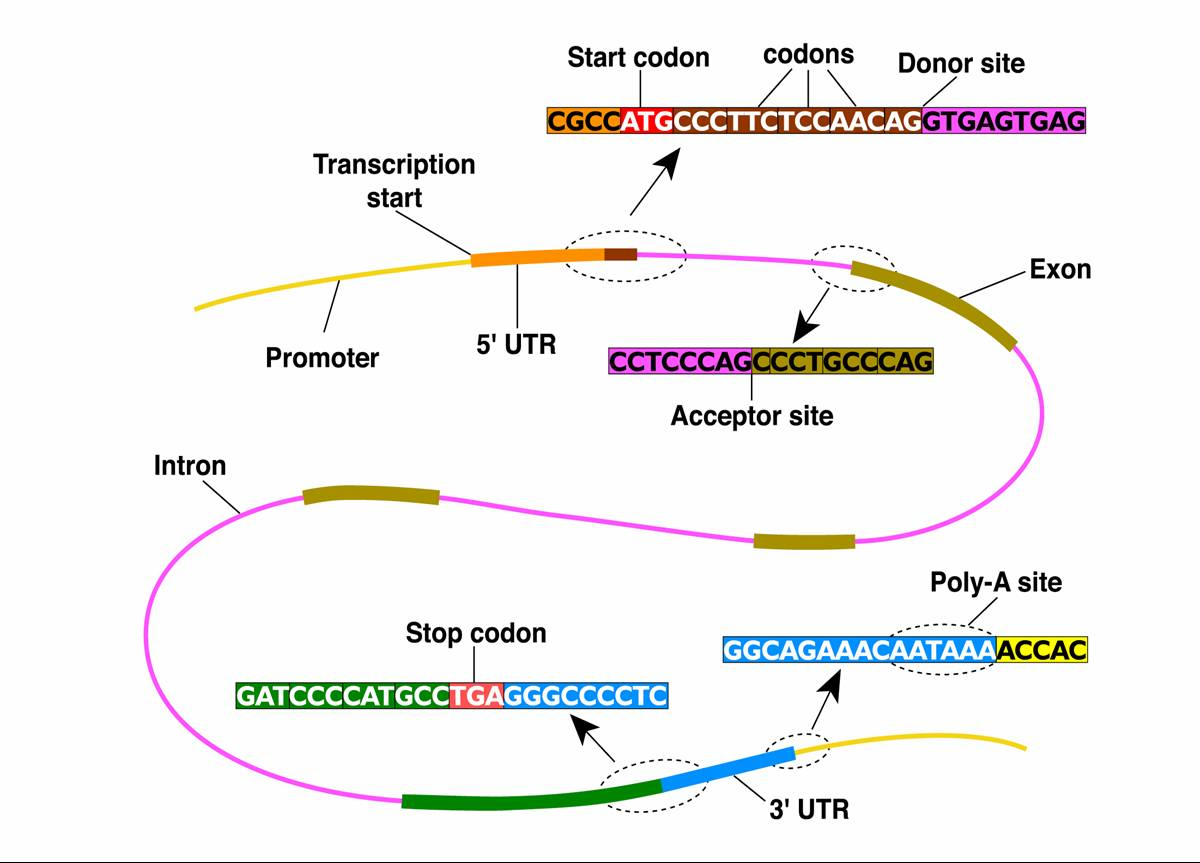 Start codon
codons
Donor site
CGCCATGCCCTTCTCCAACAGGTGAGTGAG
Transcription
start
Exon
Promoter
5' UTR
CCTCCCAGCCCTGCCCAG
Acceptor site
Intron
Poly-A site
GGCAGAAACAATAAAACCAC
Stop codon
GATCCCCATGCCTGAGGGCCCCTC
3' UTR